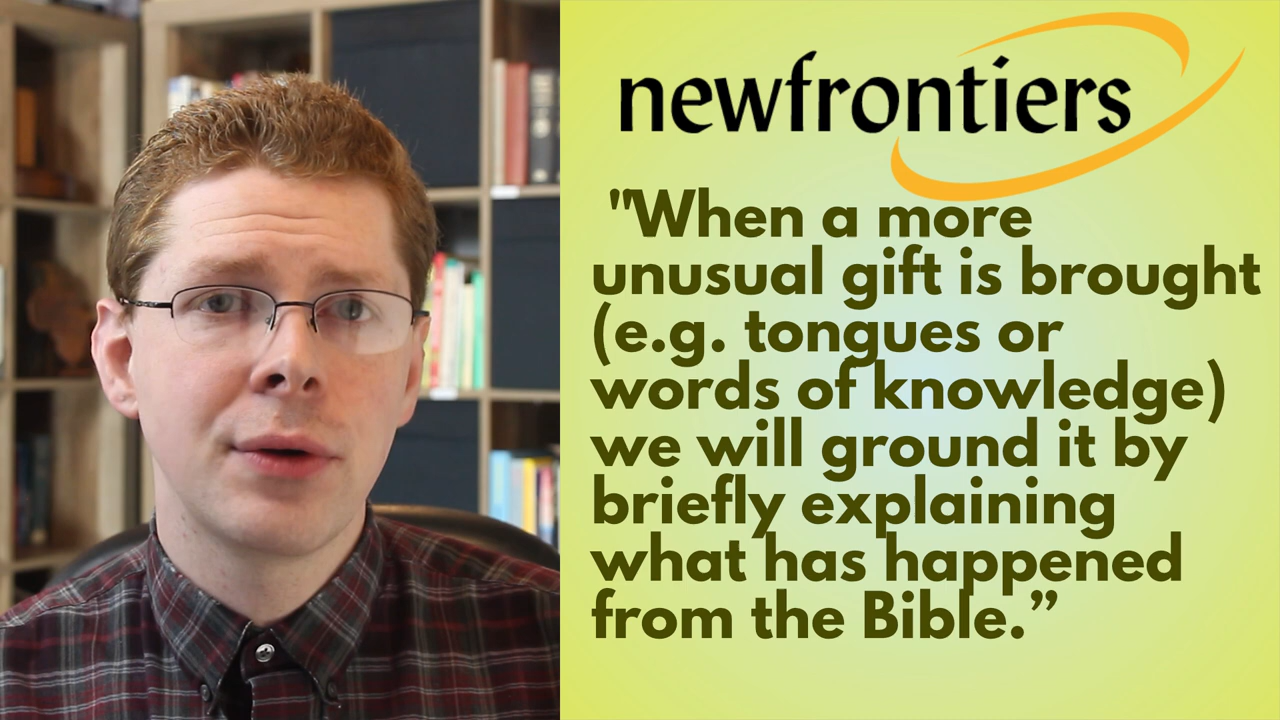 newfrontiers
"When a more
unusual gift is brought
(e.g. tongues or
words of knowledge)
we will ground it by
briefly explaining
what has happened
from the Bible.”